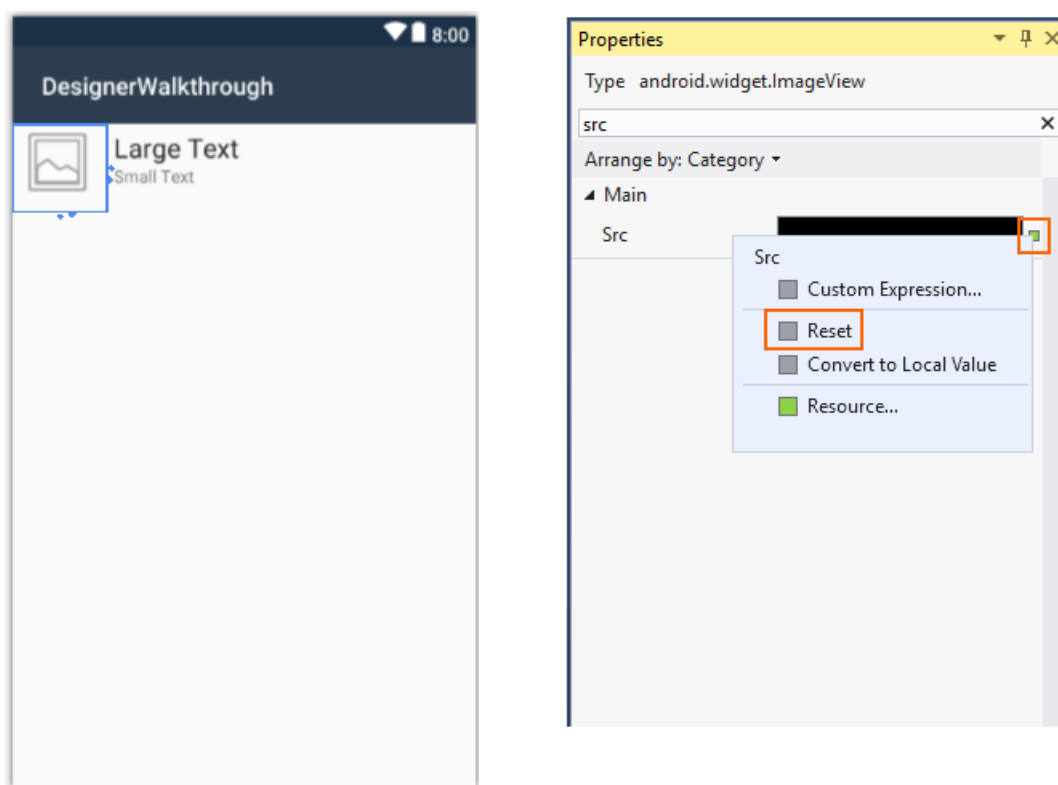 8:00
DesignerWalkthrough
Large Text
Small Text
Properties
Type android.widget.ImageView
src
Arrange by: Category
Main
Src
Src
Custom Expression...
Reset
Convert to Local Value
Resource...